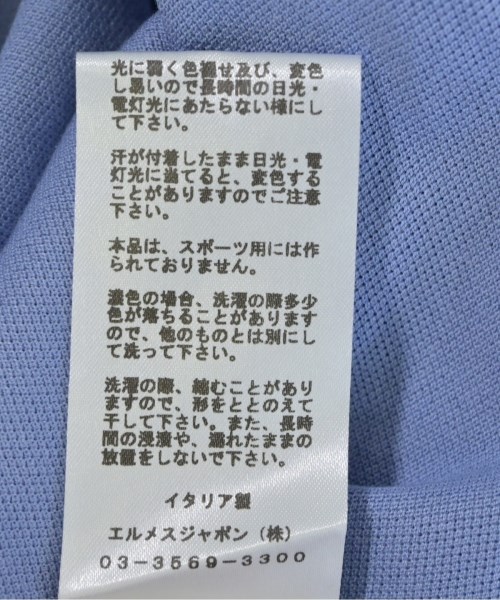 光に弱く色褪せ及び、変色
し易いので長時間の日光・
電灯光にあたらない様にし
て下さい。
汗が付着したまま日光・電
灯光に当てると、変色する
ことがありますのでご注意
下さい。
本品は、スポーツ用には作
られておりません。
濃色の場合、洗濯の際多少
色が落ちることがあります
ので、他のものとは別にし
て洗って下さい。
洗濯の際、縮むことがあり
ますので、形をととのえて
干して下さい。また、長時
間の浸漬や、濡れたままの
放置をしないで下さい。
イタリア製
エルメスジャポン（株）
03-3569-3300